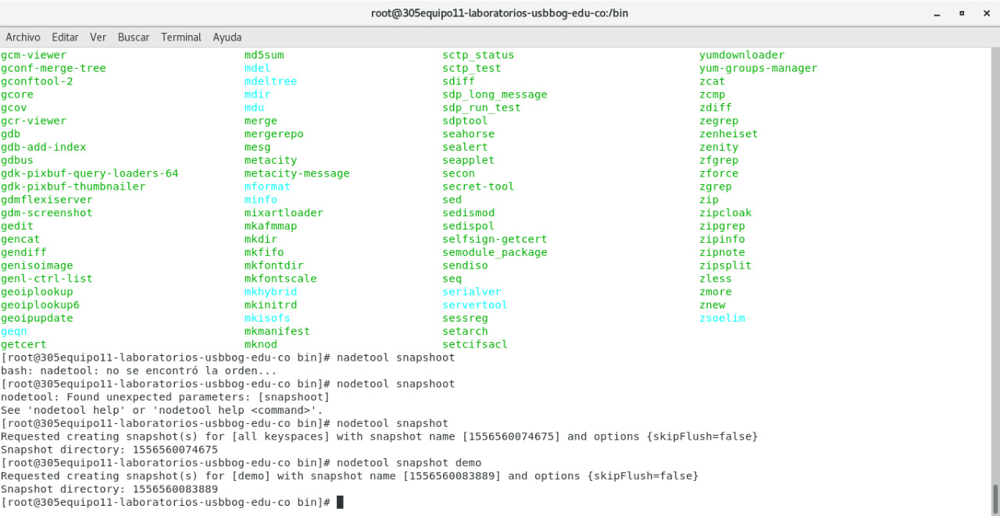 root@305equipo11-laboratorios-usbbog-edu-co:/bin
Archivo Editar Ver Buscar Terminal Ayuda
gcm-viewer md5sum sctp_status yumdownloader
gconf-merge-tree mdel sctp_test yum-groups-manager
gconftool-2 mdeltree sdiff zcat
gcore mdir sdp_long_message zcmp
gcov mdu sdp_run_test zdiff
gcr-viewer merge sdptool zegrep
gdb mergerepo seahorse zenheiset
gdb-add-index mesg sealert zenity
gdbus metacity seapplet zfgrep
gdk-pixbuf-query-loaders-64 metacity-message secon zforce
gdk-pixbuf-thumbnailer mformat secret-tool zgrep
gdmflexiserver minfo sed zip
gdm-screenshot mixartloader sedismod zipcloak
gedit mkafmmap sedispol zipgrep
gencat mkdir selfsign-getcert zipinfo
gendiff mkfifo semodule_package zipnote
genisoimage mkfontdir sendiso zipsplit
genl-ctrl-list mkfontscale seq zless
geoiplookup mkhybrid serialver zmore
geoiplookup6 mkinitrd servertool znew
geoipupdate mkisofs sessreg zsoelim
geqn mkmanifest setarch
getcert mknod setcifsacl
[root@305equipo11-laboratorios-usbbog-edu-co bin]# nadetool snapshoot
bash: nadetool: no se encontró la orden...
[root@305equipo11-laboratorios-usbbog-edu-co bin]# nodetool snapshoot
nodetool: Found unexpected parameters: [snapshoot]
See 'nodetool help' or 'nodetool help <command>'.
[root@305equipo11-laboratorios-usbbog-edu-co bin]# nodetool snapshot
Requested creating snapshot(s) for [all keyspaces] with snapshot name [1556560074675] and options {skipFlush=false}
Snapshot directory: 1556560074675
[root@305equipo11-laboratorios-usbbog-edu-co bin]# nodetool snapshot demo
Requested creating snapshot(s) for [demo] with snapshot name [1556560083889] and options {skipFlush=false}
Snapshot directory: 1556560083889
[root@305equipo11-laboratorios-usbbog-edu-co bin]#